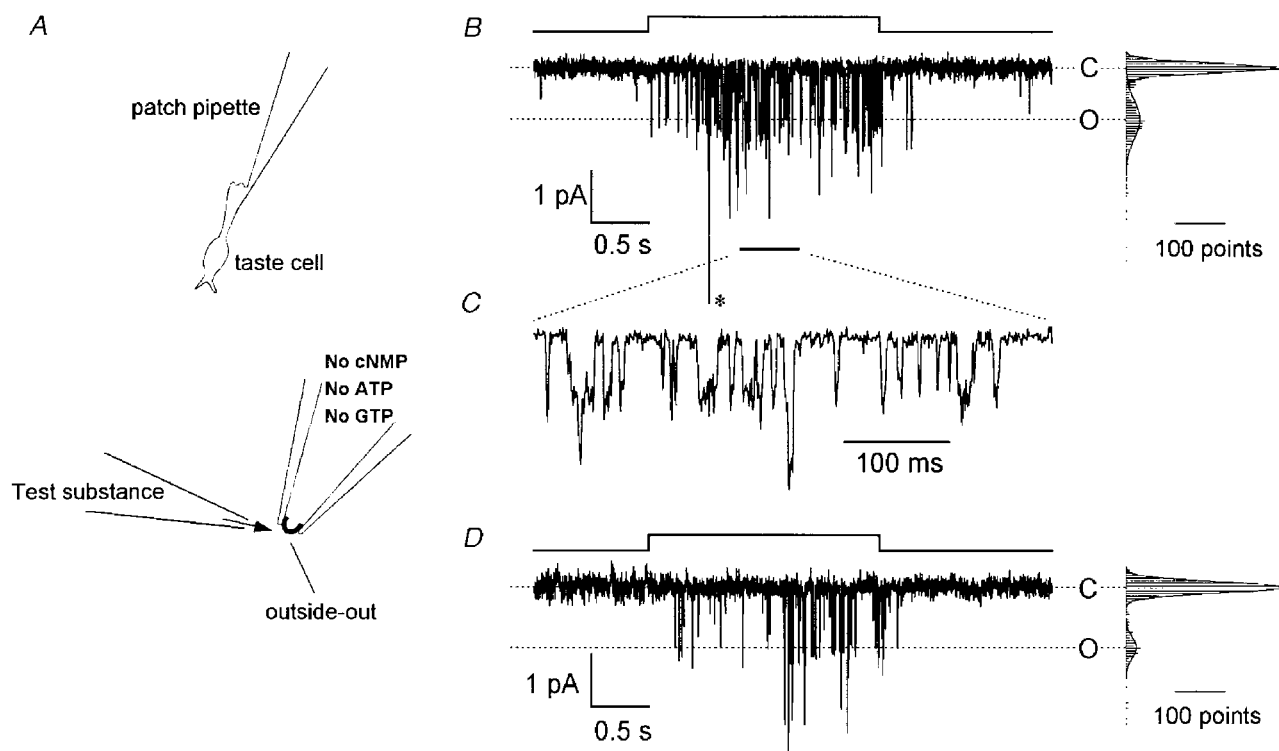 A
patch pipette
taste cell
No cNMP
No ATP
No GTP
Test substance
outside-out
B
C
O
1 pA
0.5 s
100 points
*
C
100 ms
D
C
O
1 pA
0.5 s
100 points